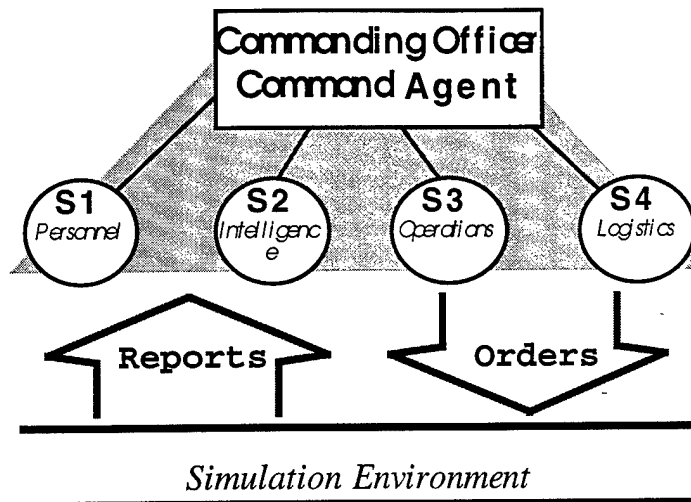 Commanding Officer
Command Agent
S1
Personnel
S2
Intelligenc
e
S3
Operations
S4
Logistics
Reports
Orders
Simulation Environment